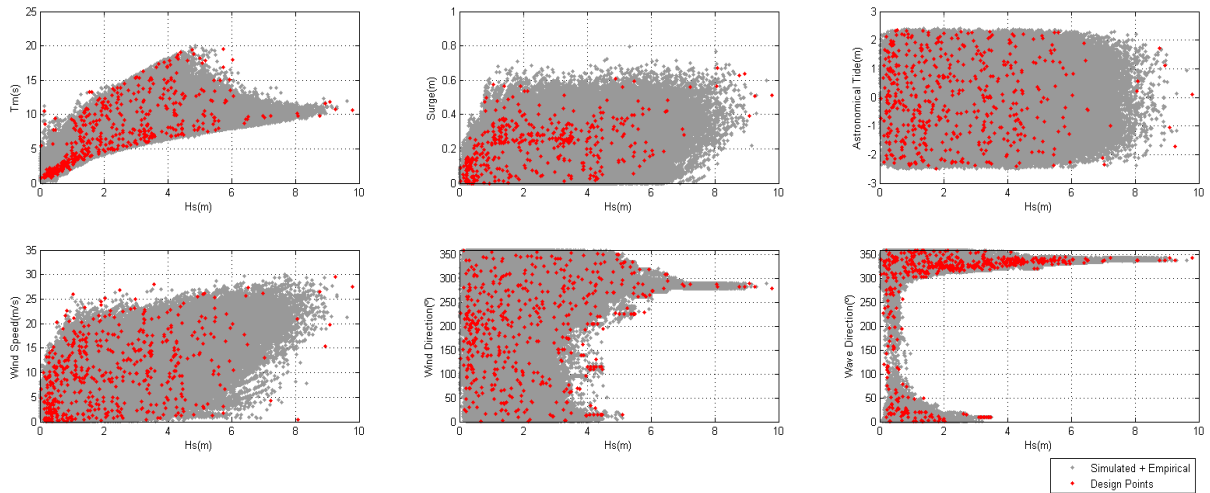 25
20
15
10
5
0
Tm(s)
0 2 4 6 8 10
Hs(m)
1
0.8
0.6
0.4
0.2
0
Surge(m)
0 2 4 6 8 10
Hs(m)
3
2
1
0
-1
-2
-3
Astronomical Tide(m)
0 2 4 6 8 10
Hs(m)
35
30
25
20
15
10
5
0
Wind Speed(m/s)
0 2 4 6 8 10
Hs(m)
350
300
250
200
150
100
50
0
Wind Direction(º)
0 2 4 6 8 10
Hs(m)
350
300
250
200
150
100
50
0
Wave Direction(º)
0 2 4 6 8 10
Hs(m)
Simulated + Empirical
Design Points